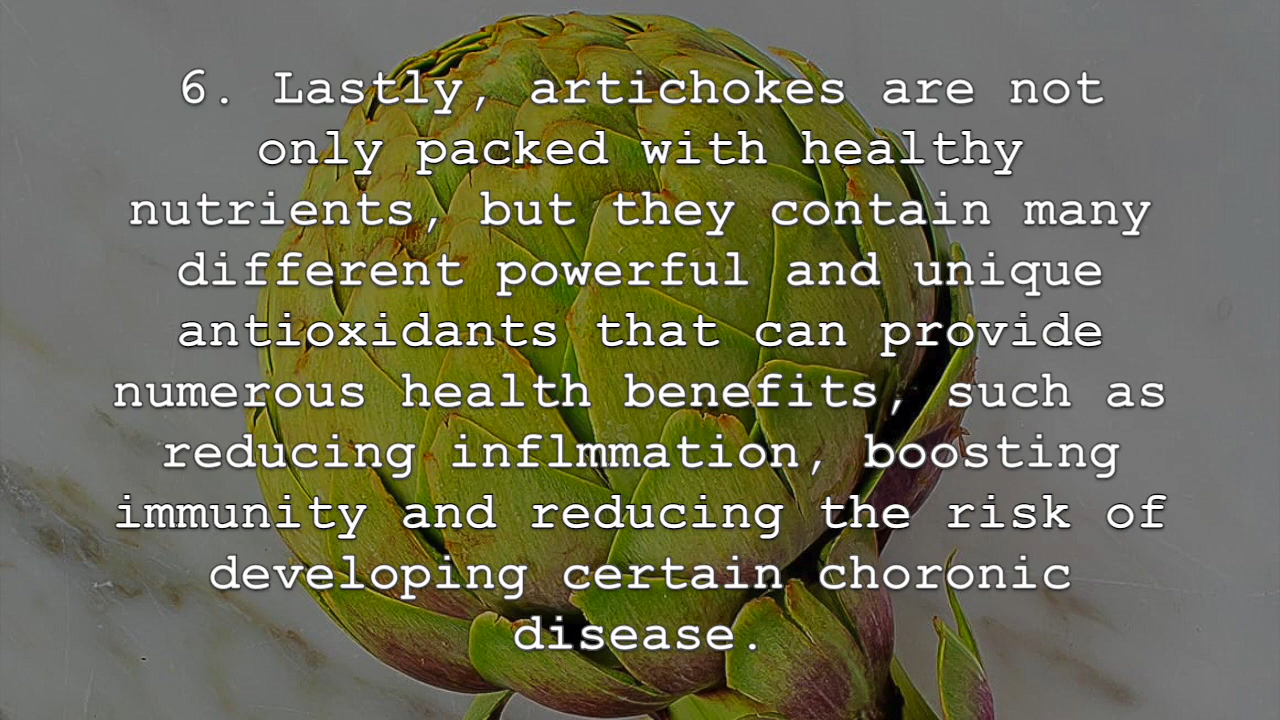 6. Lastly, artichokes are not
only packed with healthy
nutrients, but they contain many
different powerful and unique
antioxidants that can provide
numerous health benefits, such as
reducing inflmmation, boosting
immunity and reducing the risk of
developing certain choronic
disease.